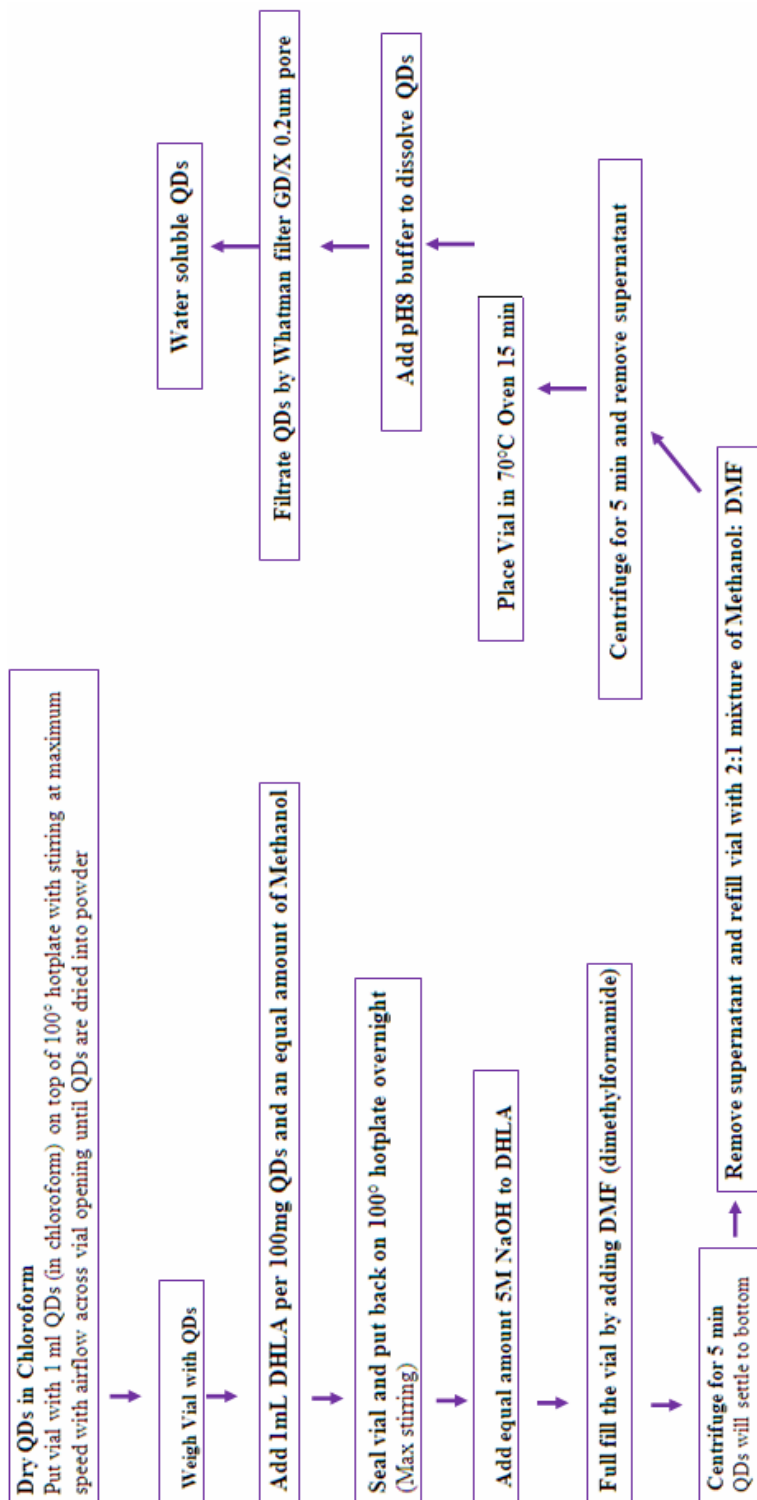 Dry QDs in Chloroform
Put vial with 1 ml QDs (in chloroform) on top of 100° hotplate with stirring at maximum
speed with airflow across vial opening until QDs are dried into powder
Weigh Vial with QDs
Add 1mL DHLA per 100mg QDs and an equal amount of Methanol
Seal vial and put back on 100° hotplate overnight
(Max stirring)
Add equal amount 5M NaOH to DHLA
Full fill the vial by adding DMF (dimethylformamide)
Centrifuge for 5 min
QDs will settle to bottom
Remove supernatant and refill vial with 2:1 mixture of Methanol: DMF
Centrifuge for 5 min and remove supernatant
Place Vial in 70°C Oven 15 min
Add pH8 buffer to dissolve QDs
Filtrate QDs by Whatman filter GD/X 0.2um pore
Water soluble QDs